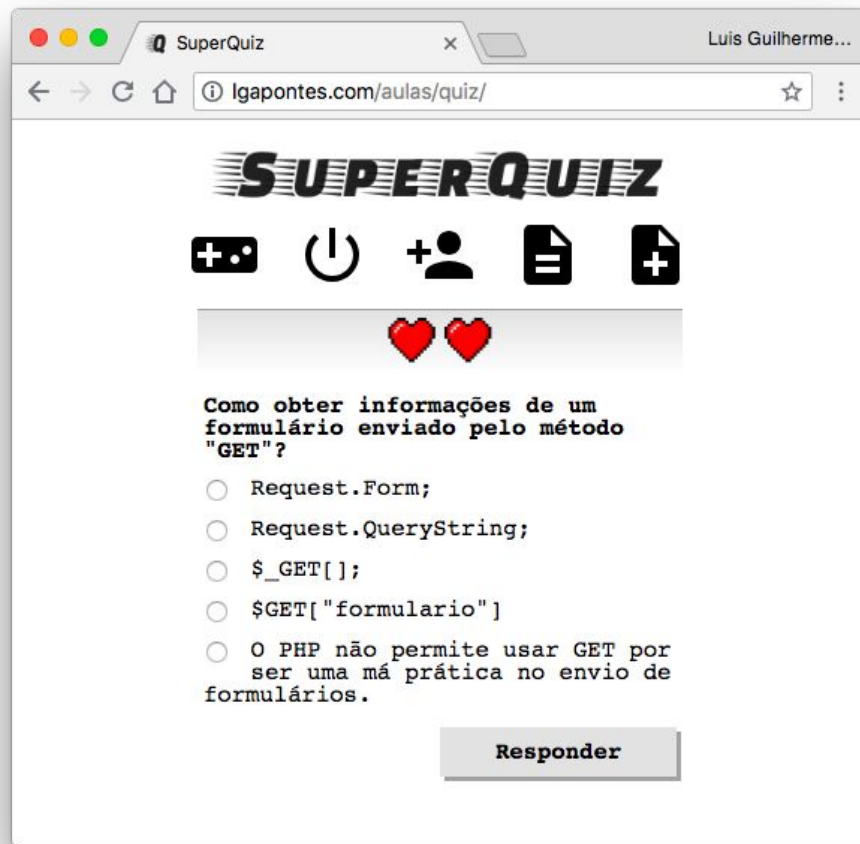 SuperQuiz
Luis Guilherme...
lgapontes.com/aulas/quiz/
SUPERQUIZ
Como obter informações de um
formulário enviado pelo método
"GET"?
Request.Form;
Request.QueryString;
$_GET[];
$GET["formulario"]
O PHP não permite usar GET por
ser uma má prática no envio de
formulários.
Responder